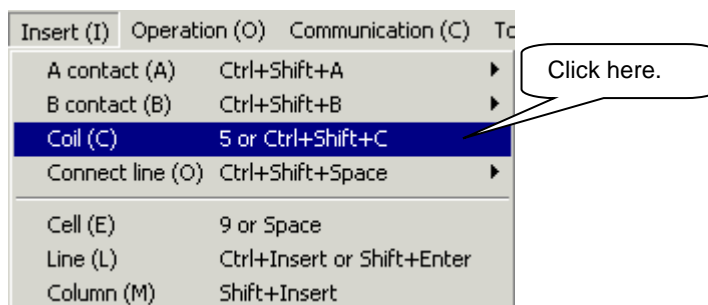 Insert (I) Operation (O) Communication (C)
A contact (A) Ctrl+Shift+A
Click here.
B contact (B) Ctrl+Shift+B
Coil (C) 5 or Ctrl+Shift+C
Connect line (O) Ctrl+Shift+Space
Cell (E) 9 or Space
Line (L) Ctrl+Insert or Shift+Enter
Column (M) Shift+Insert